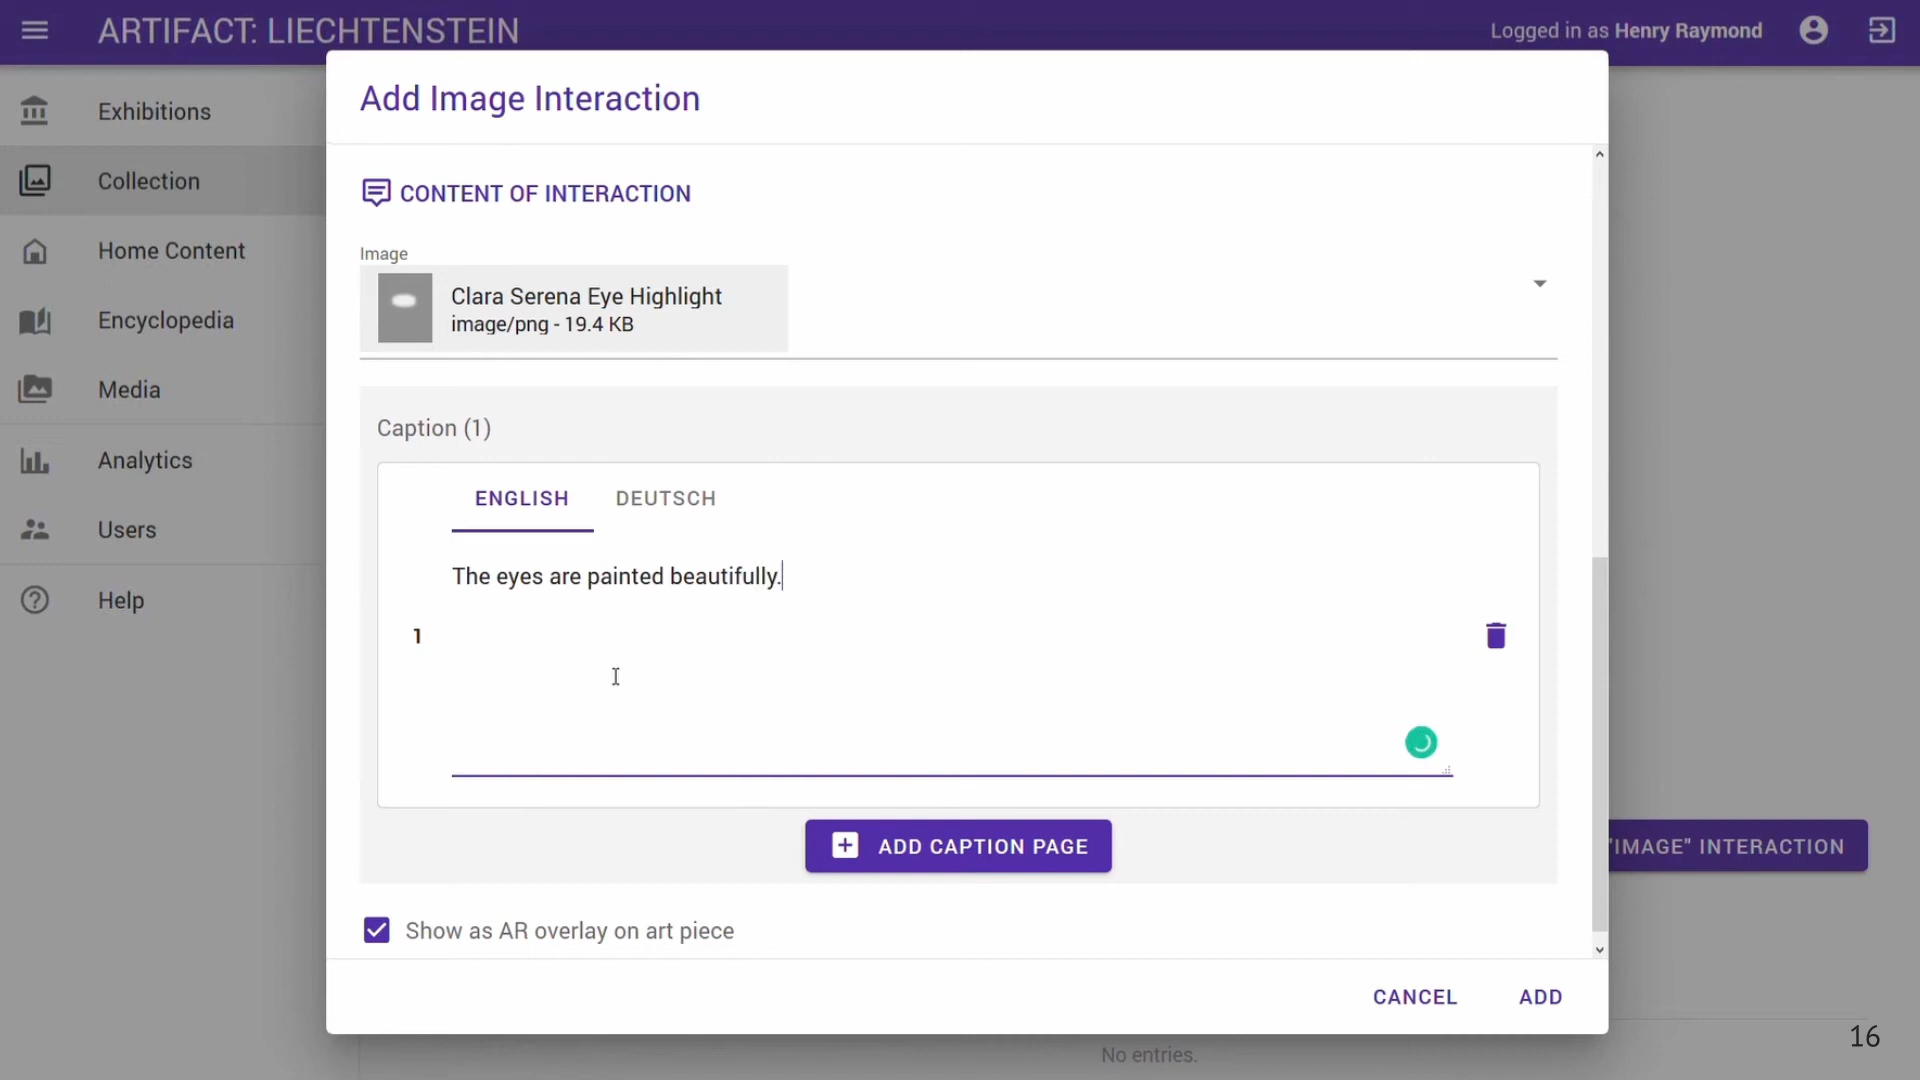 ARTIFACT: LIECHTENSTEIN
Logged in as Henry Raymond
Exhibitions
Collection
Home Content
Encyclopedia
Media
Analytics
Users
Help
Add Image Interaction
CONTENT OF INTERACTION
Image
Clara Serena Eye Highlight
image/png - 19.4 KB
Caption (1)
ENGLISH DEUTSCH
The eyes are painted beautifully.
1
ADD CAPTION PAGE
"IMAGE" INTERACTION
Show as AR overlay on art piece
CANCEL ADD
16
No entries.